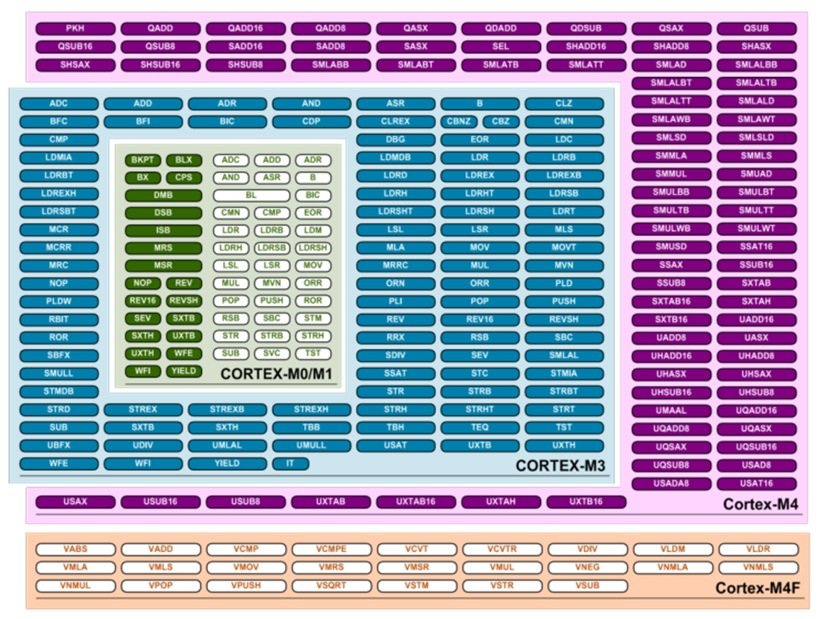 PKH QADD QADD16 QADD8 QASX QDADD QDSUB QSAX QSUB
QSUB16 QSUB8 SADD16 SADD8 SASX SEL SHADD16 SHADD8 SHASX
SHSAX SHSUB16 SHSUB8 SMLABB SMLABT SMLATB SMLATT SMLAD SMLALBB
SMLALBT SMLALTB
ADC ADD ADR AND ASR B CLZ SMLALTT SMLALD
BFC BFI BIC CDP CLREX CBNZ CBZ CMN SMLAWB SMLAWT
CMP DBG EOR LDC SMLSD SMLSLD
LDMIA BKPT BLX ADC ADD ADR LDMDB LDR LDRB SMMLA SMMLS
LDRBT BX CPS AND ASR B LDRD LDREX LDREXB SMMUL SMUAD
LDREXH DMB BL BIC LDRH LDRHT LDRSB SMULBB SMULBT
LDRSBT DSB CMN CMP EOR LDRSHT LDRSH LDRT SMULTB SMULTT
MCR ISB LDR LDRB LDM LSL LSR MLS SMULWB SMULWT
MCRR MRS LDRH LDRSB LDRSH MLA MOV MOVT SMUSD SSAT16
MRC MSR LSL LSR MOV MRRC MUL MVN SSAX SSUB16
NOP NOP REV MUL MVN ORR ORN ORR PLD SSUB8 SXTAB
PLDW REV16 REVSH POP PUSH ROR PLI POP PUSH SXTAB16 SXTAH
RBIT SEV SXTB RSB SBC STM REV REV16 REVSH SXTB16 UADD16
ROR SXTH UXTB STR STRB STRH RRX RSB SBC UADD8 UASX
SBFX UXTH WFE SUB SVC TST SDIV SEV SMLAL UHADD16 UHADD8
SMULL WFI YIELD CORTEX-M0/M1 SSAT STC STMIA UHASX UHSAX
STMDB STR STRB STRBT UHSUB16 UHSUB8
STRD STREX STREXB STREXH STRH STRHT STRT UMAAL UQADD16
SUB SXTB SXTH TBB TBH TEQ TST UQADD8 UQASX
UBFX UDIV UMLAL UMULL USAT UXTB UXTH UQSAX UQSUB16
WFE WFI YIELD IT CORTEX-M3 UQSUB8 USAD8
USADA8 USAT16
USAX USUB16 USUB8 UXTAB UXTAB16 UXTAH UXTB16 Cortex-M4
VABS VADD VCMP VCMPE VCVT VCVTR VDIV VLDM VLDR
VMLA VMLS VMOV VMRS VMSR VMUL VNEG VNMLA VNMLS
VNMUL VPOP VPUSH VSQRT VSTM VSTR VSUB Cortex-M4F